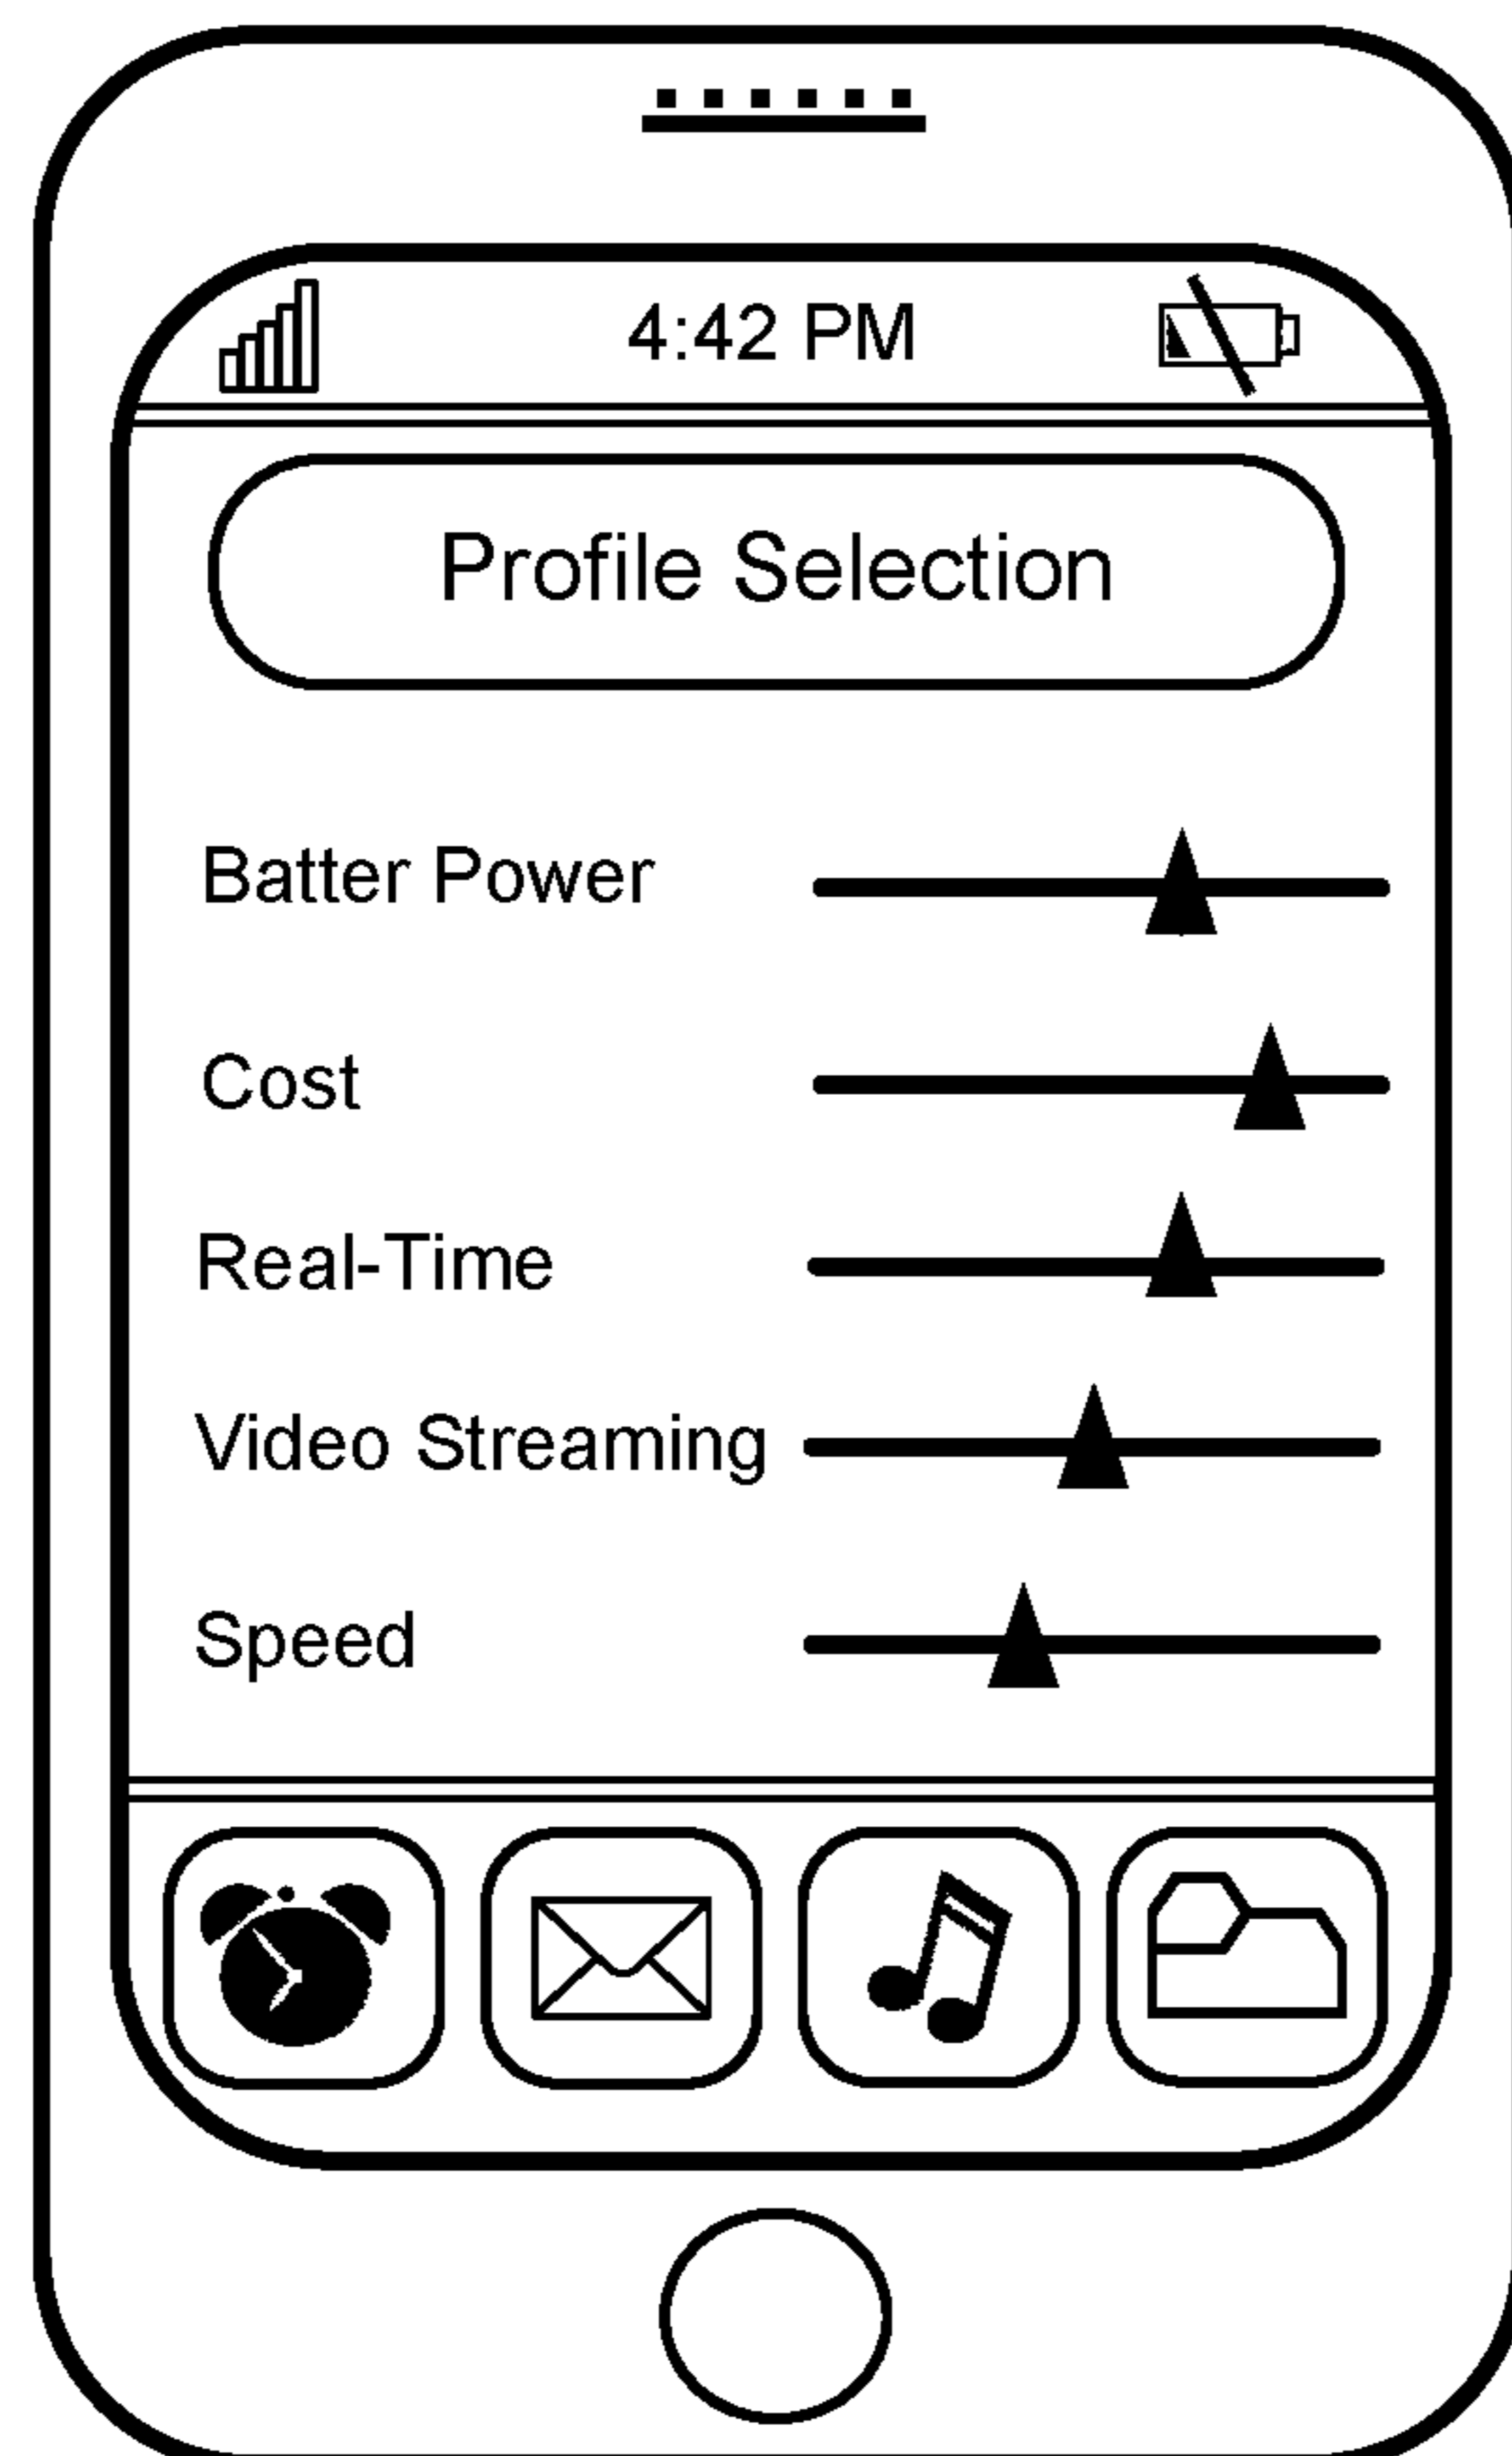 4:42 PM
Profile Selection
Batter Power
Cost
Real-Time
Video Streaming
Speed